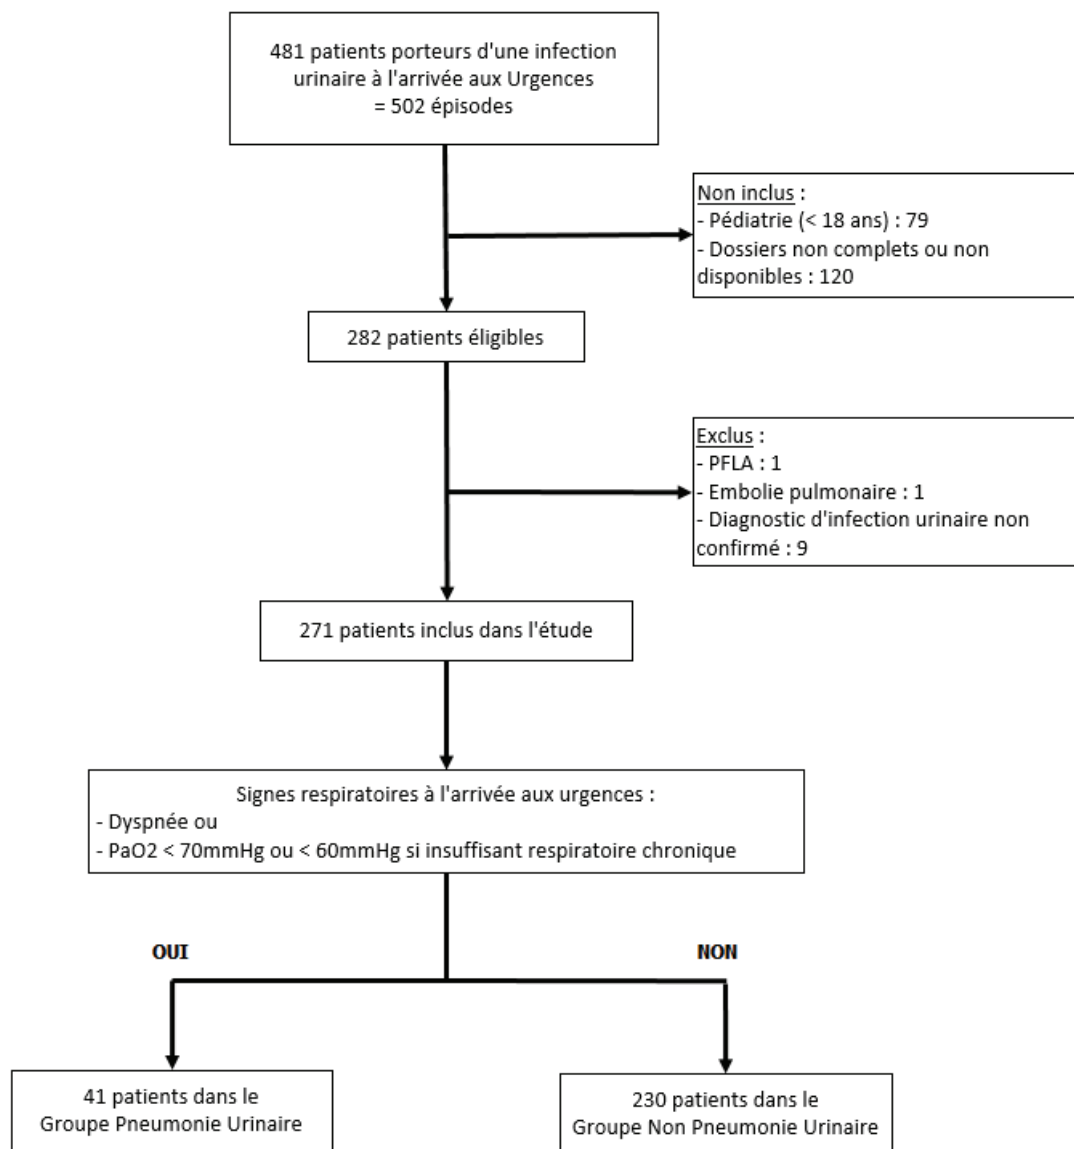 481 patients porteurs d'une infection
urinaire à l'arrivée aux Urgences
= 502 épisodes
Non inclus :
- Pédiatrie (< 18 ans) : 79
- Dossiers non complets ou non
disponibles : 120
282 patients éligibles
Exclus :
- PFLA : 1
- Embolie pulmonaire : 1
- Diagnostic d'infection urinaire non
confirmé : 9
271 patients inclus dans l'étude
Signes respiratoires à l'arrivée aux urgences :
- Dyspnée ou
- PaO2 < 70mmHg ou < 60mmHg si insuffisant respiratoire chronique
OUI
NON
41 patients dans le
Groupe Pneumonie Urinaire
230 patients dans le
Groupe Non Pneumonie Urinaire